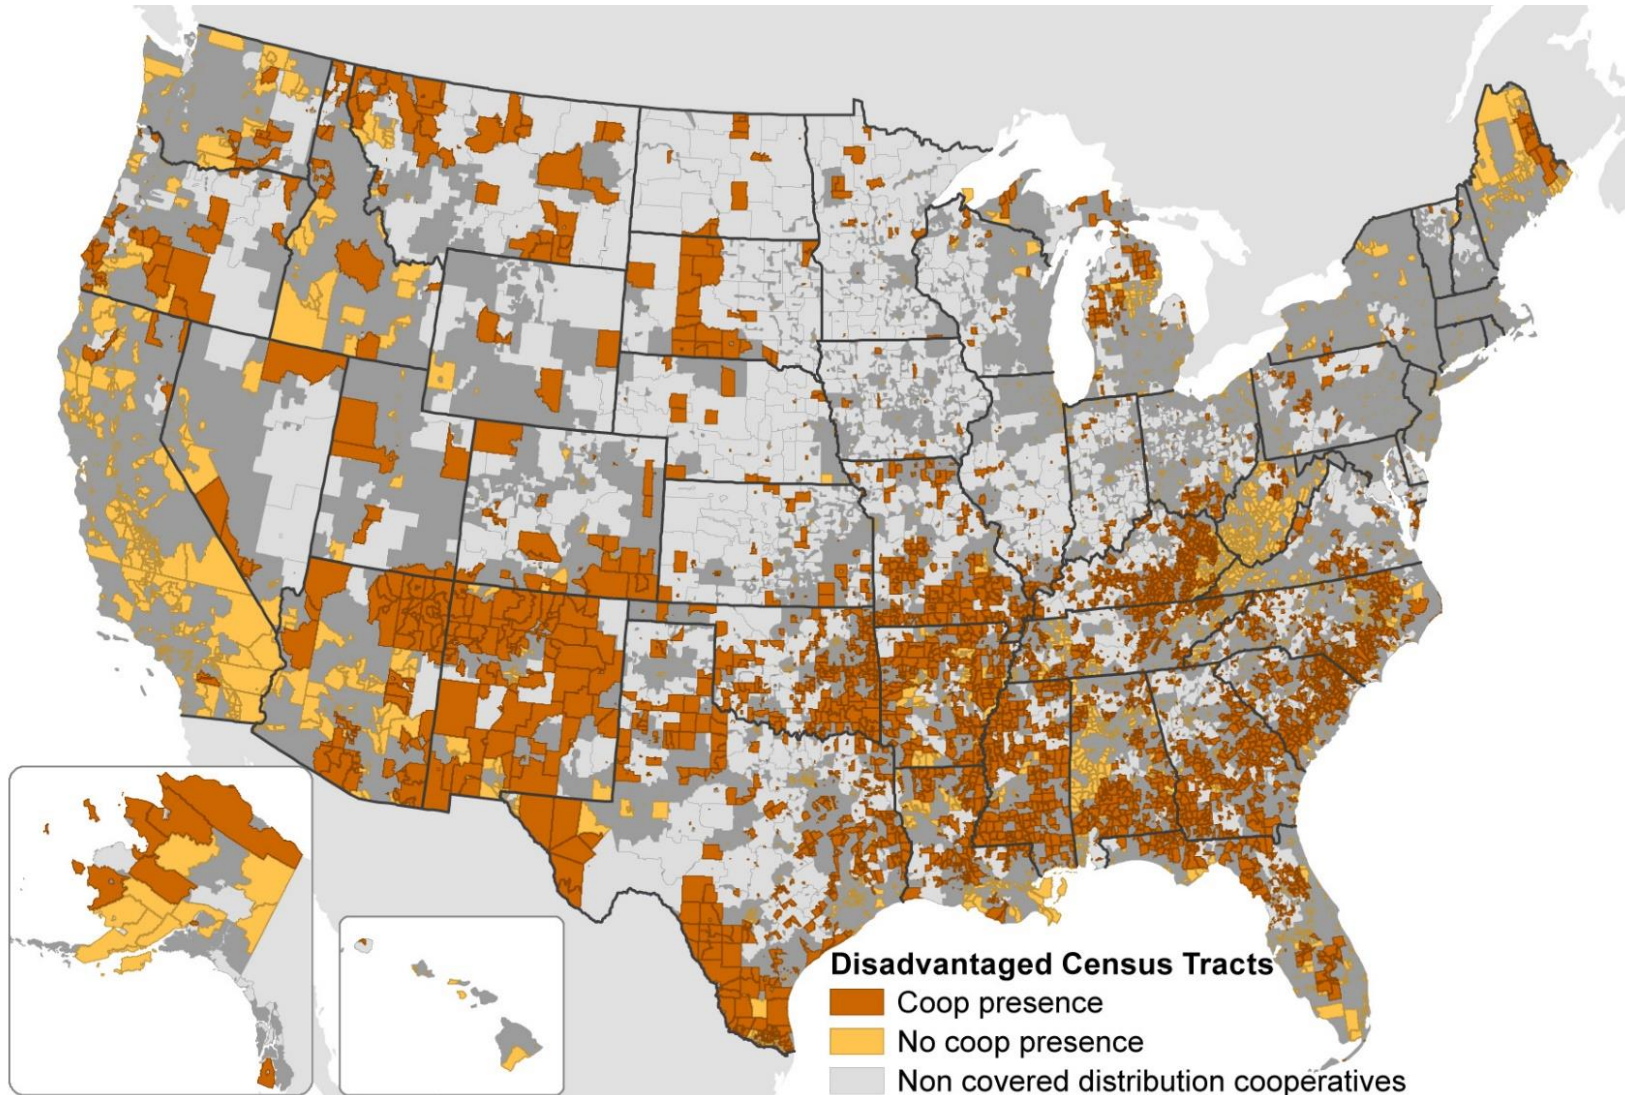 Disadvantaged Census Tracts
Coop presence
No coop presence
Non covered distribution cooperatives